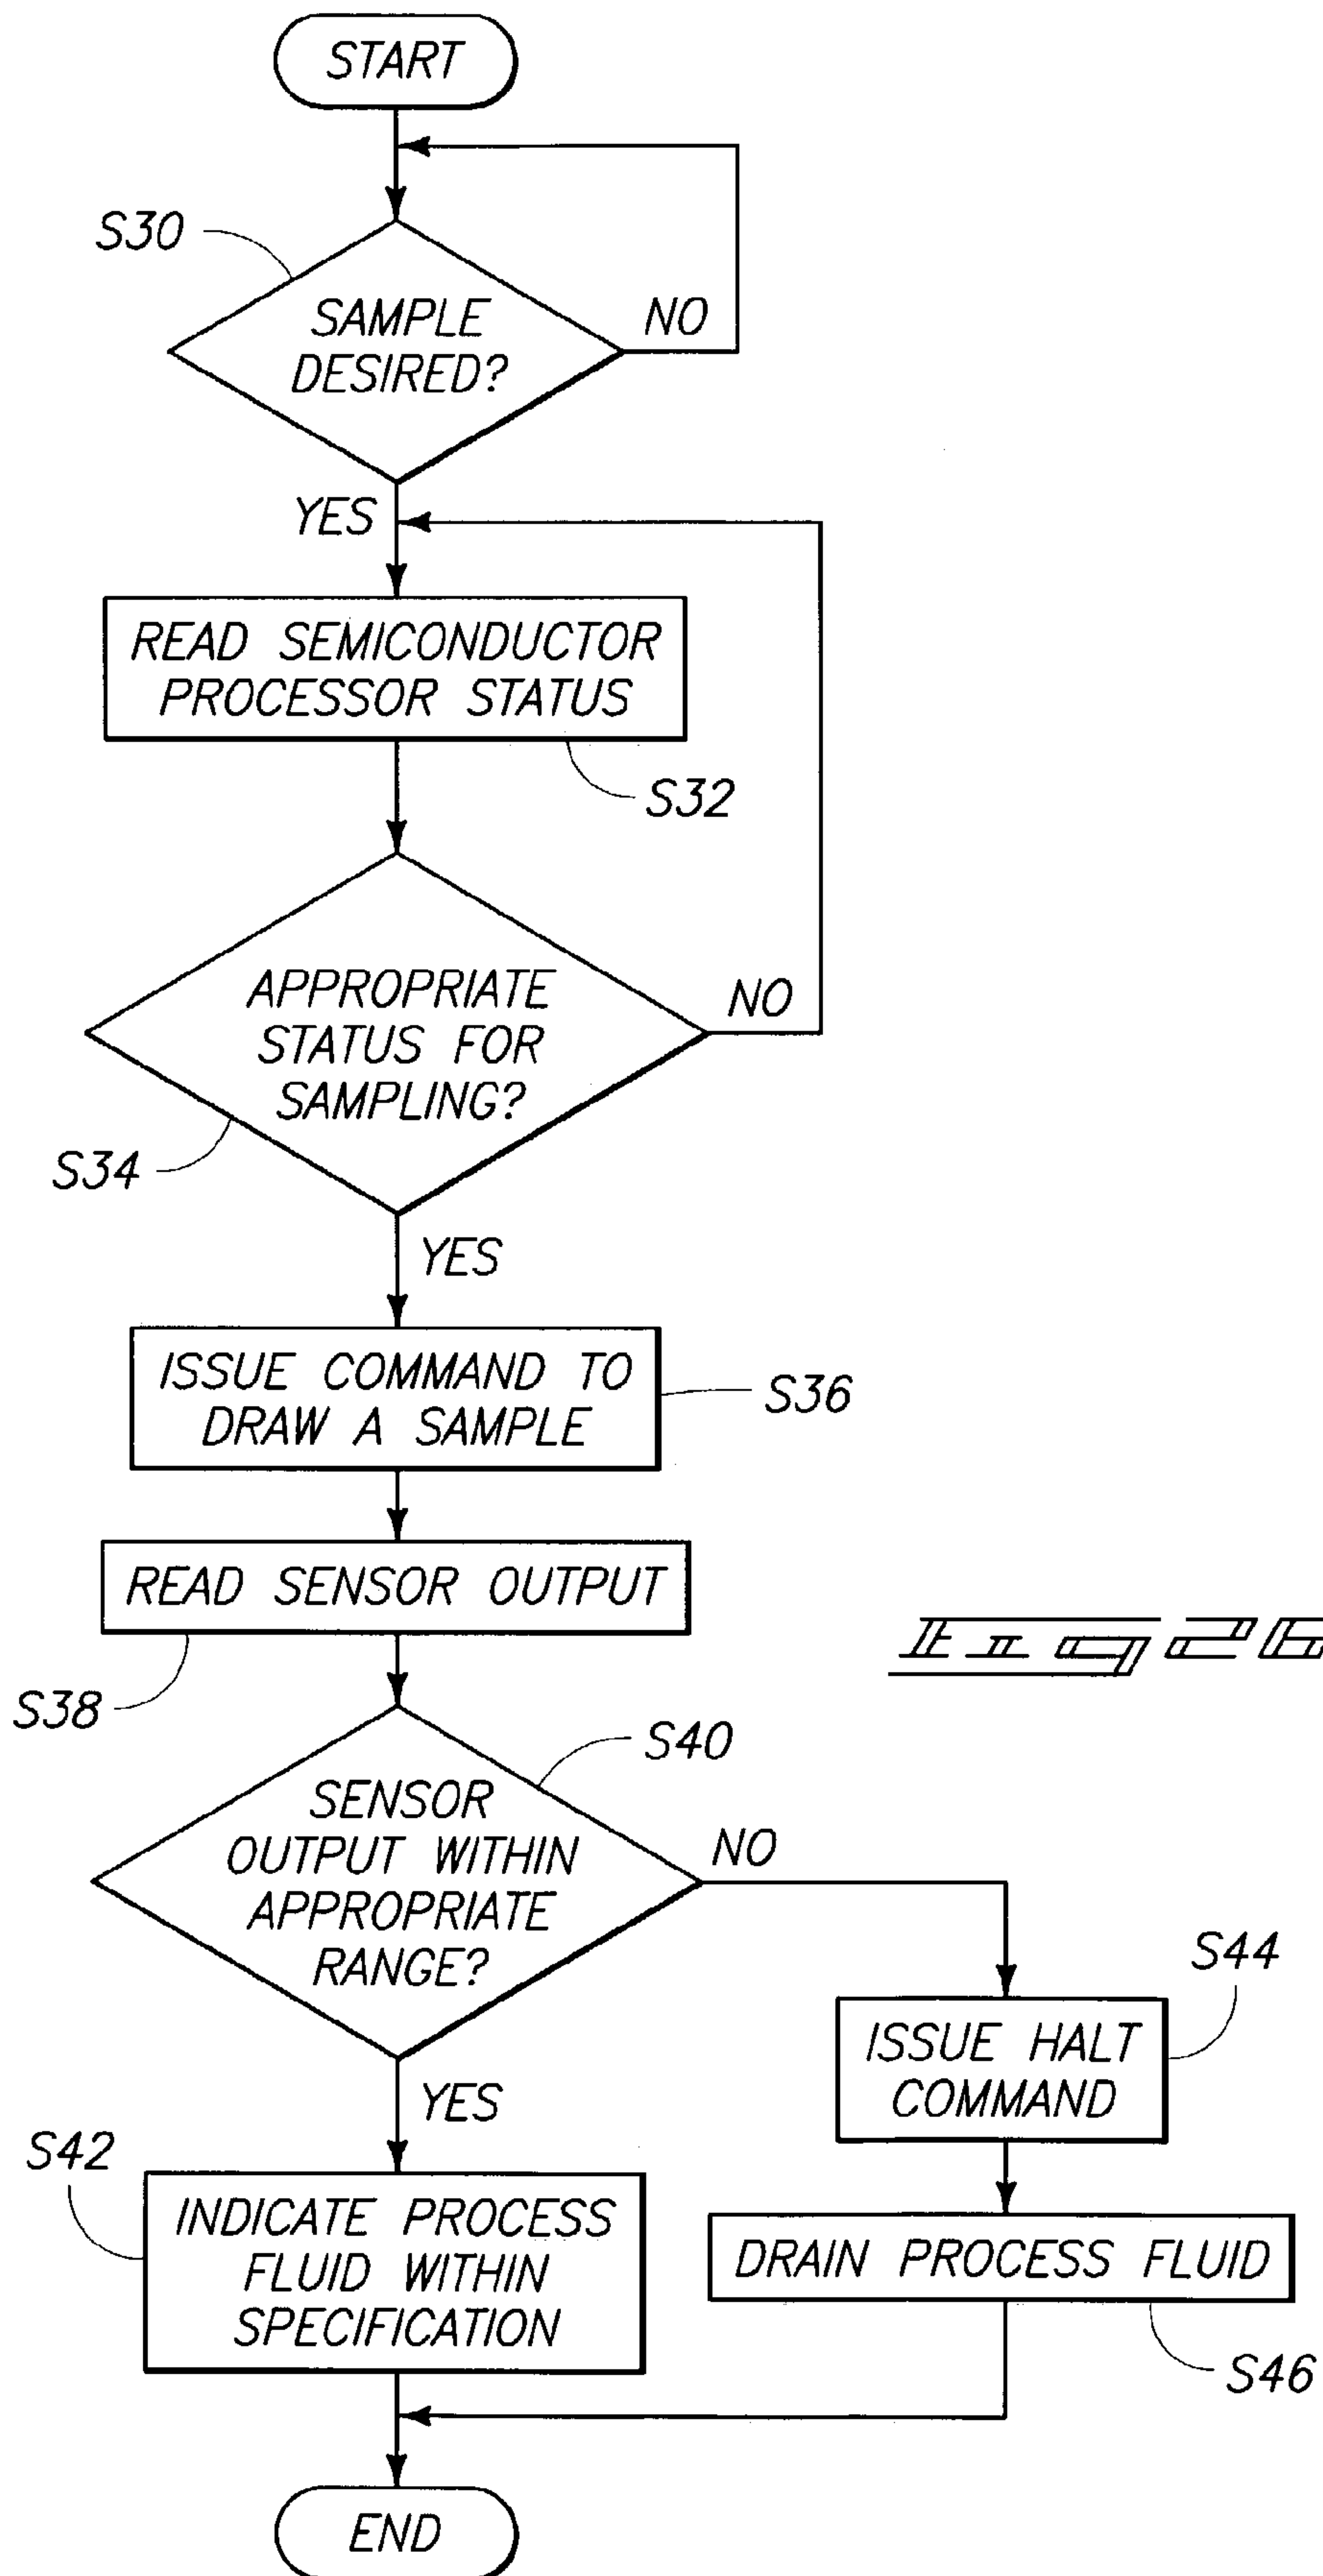 START
S30
SAMPLE
DESIRED?
NO
YES
READ SEMICONDUCTOR
PROCESSOR STATUS
S32
APPROPRIATE
STATUS FOR
SAMPLING?
NO
S34
YES
ISSUE COMMAND TO
DRAW A SAMPLE
S36
READ SENSOR OUTPUT
Fig 26
S38
S40
SENSOR
OUTPUT WITHIN
APPROPRIATE
RANGE?
NO
S44
ISSUE HALT
COMMAND
YES
S42
INDICATE PROCESS
FLUID WITHIN
SPECIFICATION
DRAIN PROCESS FLUID
S46
END